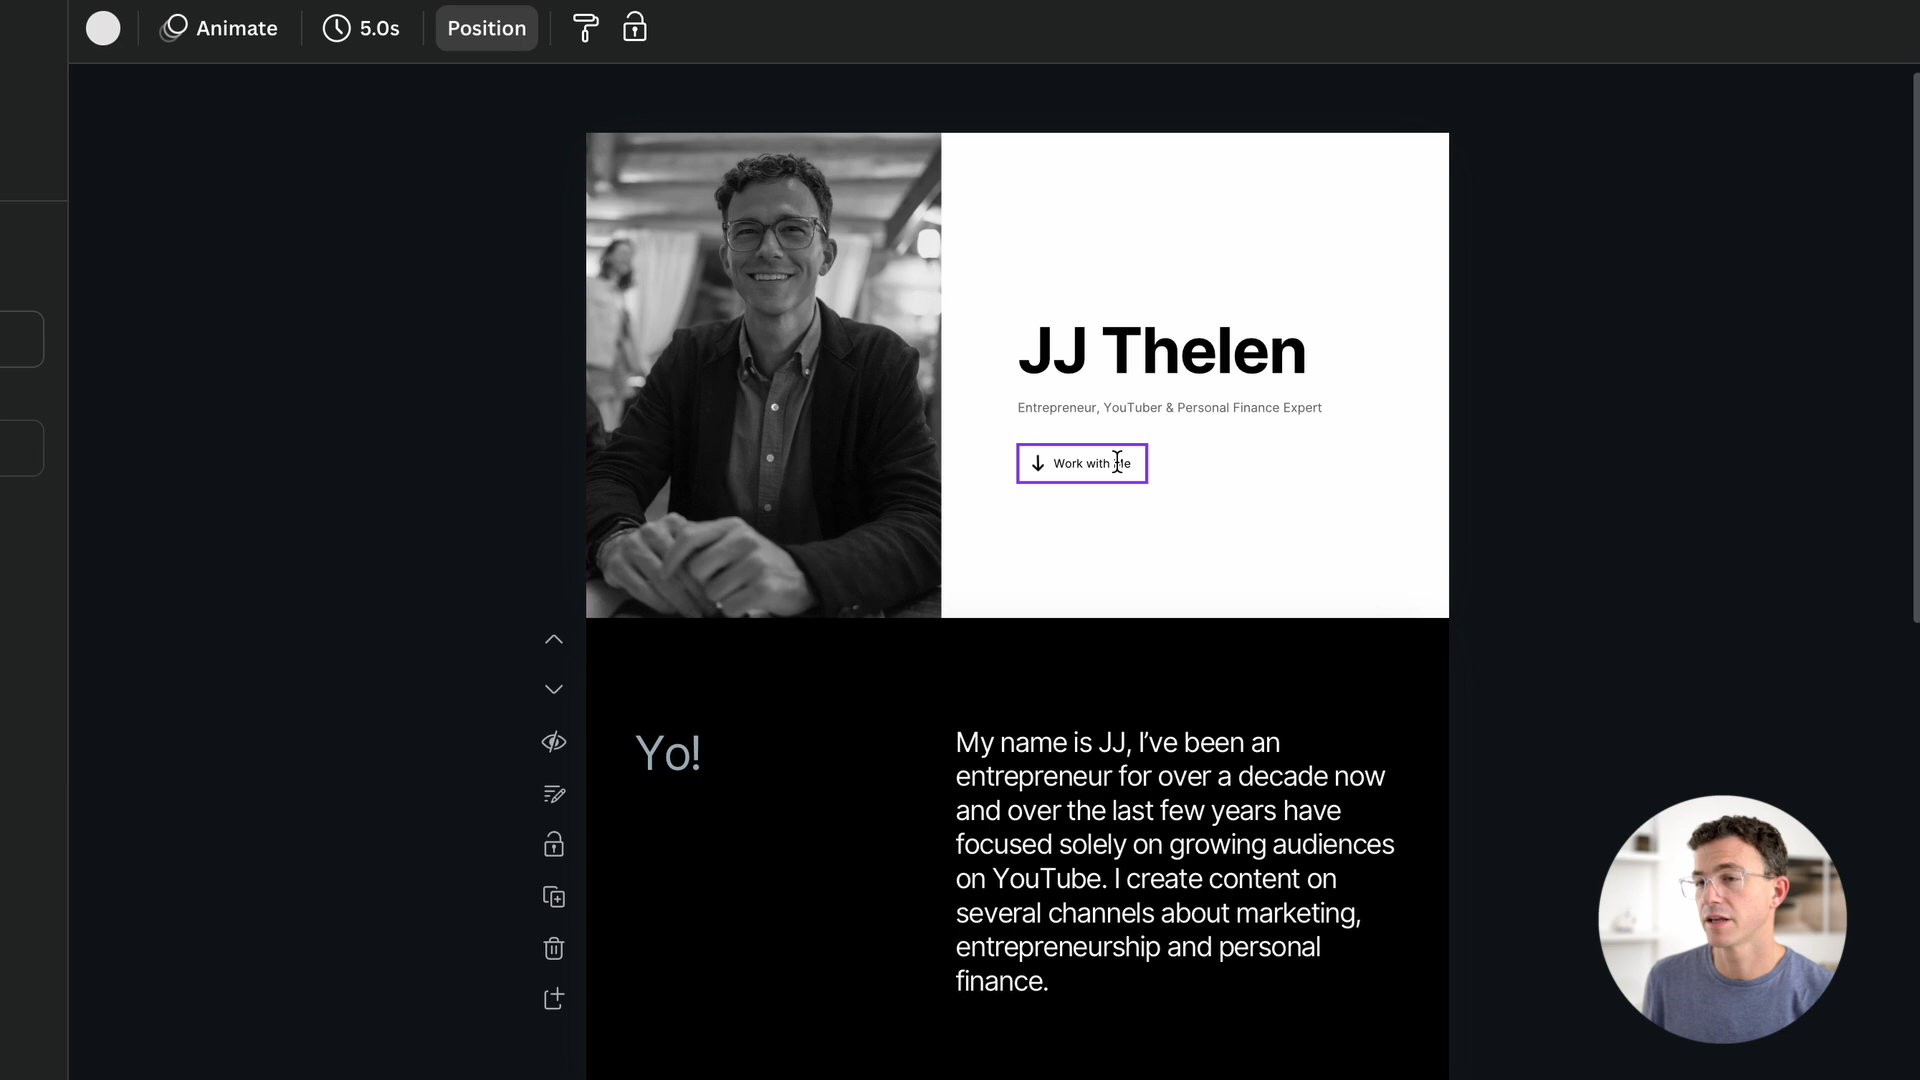 Animate
5.0s
Position
JJ Thelen
Entrepreneur, YouTuber & Personal Finance Expert
Work with Me
Yo!
My name is JJ, I’ve been an
entrepreneur for over a decade now
and over the last few years have
focused solely on growing audiences
on YouTube. I create content on
several channels about marketing,
entrepreneurship and personal
finance.